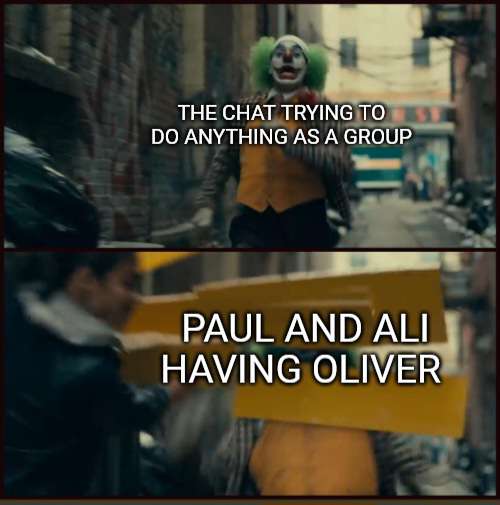 THE CHAT TRYING TO
DO ANYTHING AS A GROUP
PAUL AND ALI
HAVING OLIVER